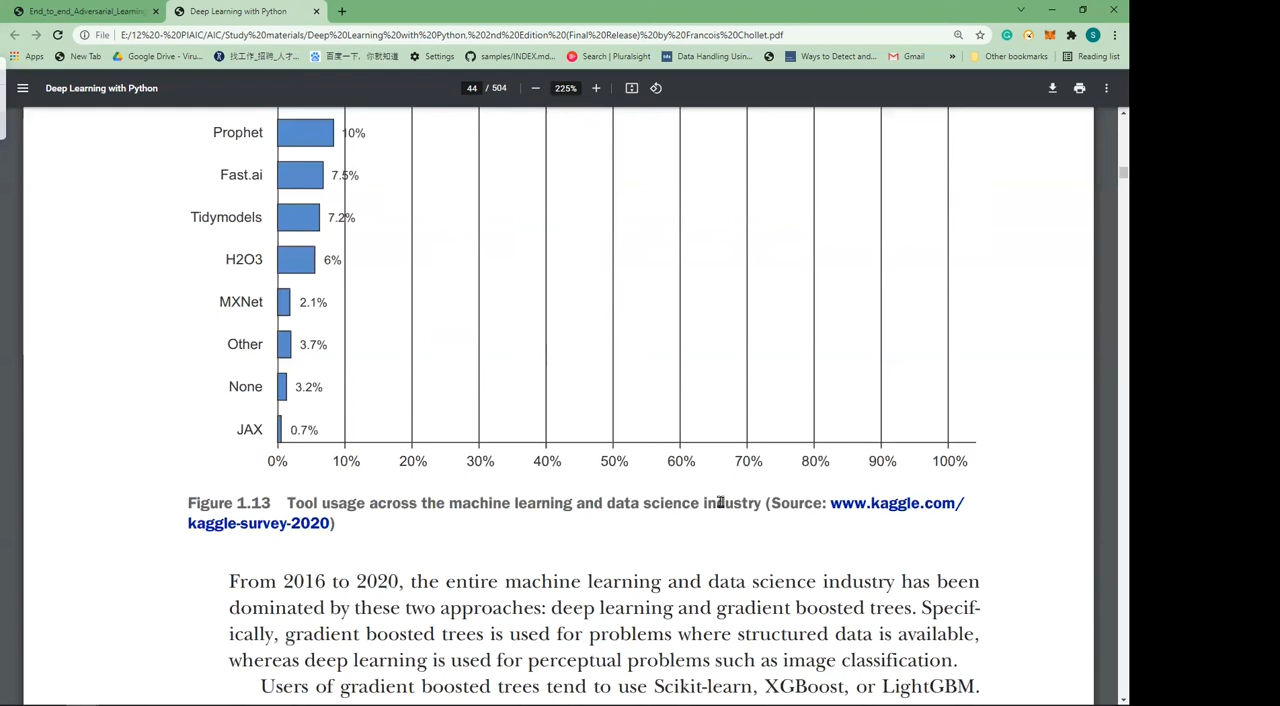 End_to_end_Adversarial_Learning
Deep Learning with Python
File
E:/12%20-%20PIAIC/AIC/Study%20materials/Deep%20Learning%20with%20Python.%202nd%20Edition%20(Final%20Release)%20by%20Francois%20Chollet.pdf
S
Apps
New Tab
Google Drive - Viru...
找工作_招聘_人才...
百度一下, 你就知道
Settings
samples/INDEX.md...
Search | Pluralsight
Data Handling Usin...
Ways to Detect and...
Gmail
»
Other bookmarks
Reading list
Deep Learning with Python
44 / 504
225%
Prophet 10%
Fast.ai 7.5%
Tidymodels 7.2%
H2O3 6%
MXNet 2.1%
Other 3.7%
None 3.2%
JAX 0.7%
0% 10% 20% 30% 40% 50% 60% 70% 80% 90% 100%
Figure 1.13 Tool usage across the machine learning and data science industry (Source: www.kaggle.com/
kaggle-survey-2020)
From 2016 to 2020, the entire machine learning and data science industry has been
dominated by these two approaches: deep learning and gradient boosted trees. Specif-
ically, gradient boosted trees is used for problems where structured data is available,
whereas deep learning is used for perceptual problems such as image classification.
Users of gradient boosted trees tend to use Scikit-learn, XGBoost, or LightGBM.